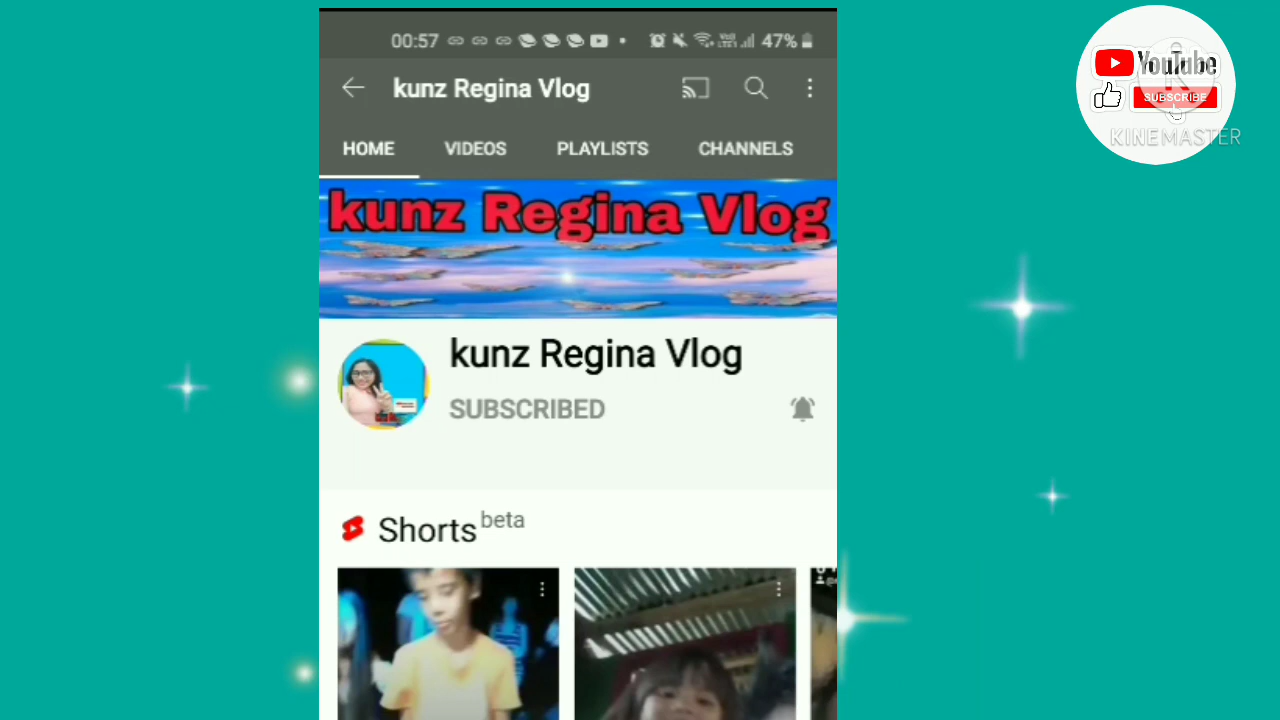 00:57
47%
kunz Regina Vlog
HOME VIDEOS PLAYLISTS CHANNELS
kunz Regina Vlog
kunz Regina Vlog
SUBSCRIBED
Shorts beta
YouTube
SUBSCRIBE
KINEMASTER